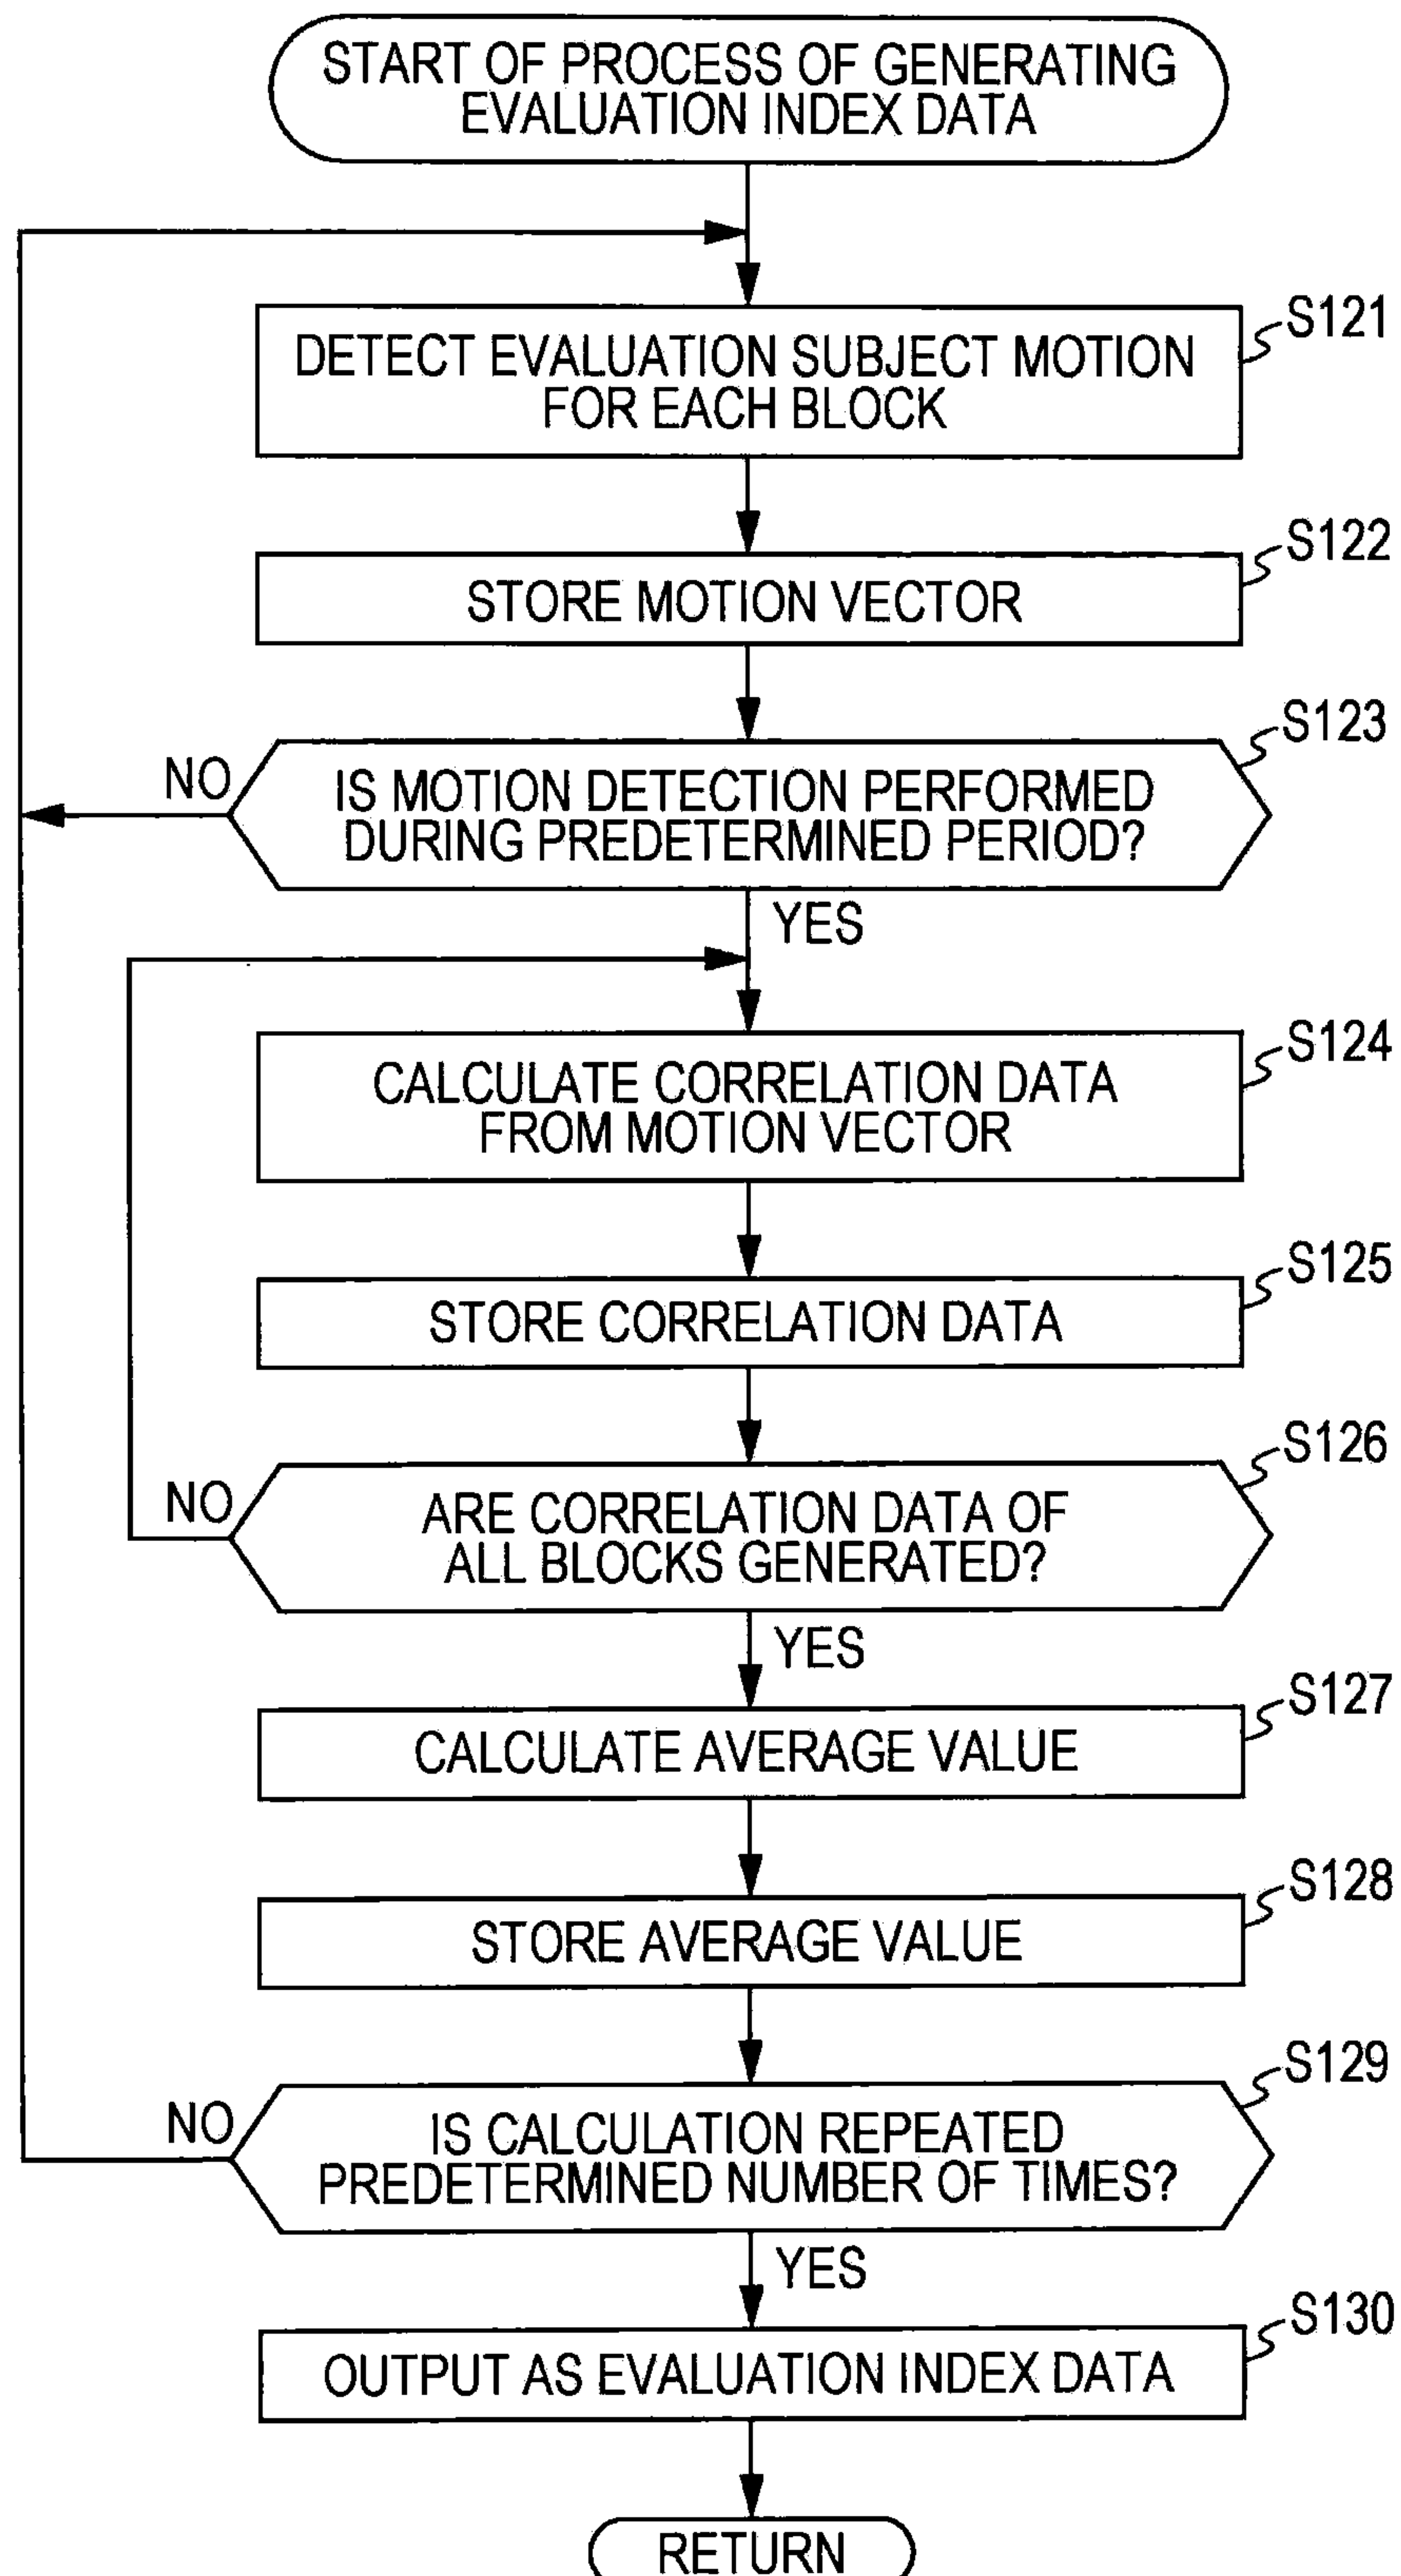 START OF PROCESS OF GENERATING
EVALUATION INDEX DATA
S121
DETECT EVALUATION SUBJECT MOTION
FOR EACH BLOCK
S122
STORE MOTION VECTOR
S123
NO
IS MOTION DETECTION PERFORMED
DURING PREDETERMINED PERIOD?
YES
S124
CALCULATE CORRELATION DATA
FROM MOTION VECTOR
S125
STORE CORRELATION DATA
S126
NO
ARE CORRELATION DATA OF
ALL BLOCKS GENERATED?
YES
S127
CALCULATE AVERAGE VALUE
S128
STORE AVERAGE VALUE
S129
NO
IS CALCULATION REPEATED
PREDETERMINED NUMBER OF TIMES?
YES
S130
OUTPUT AS EVALUATION INDEX DATA
RETURN